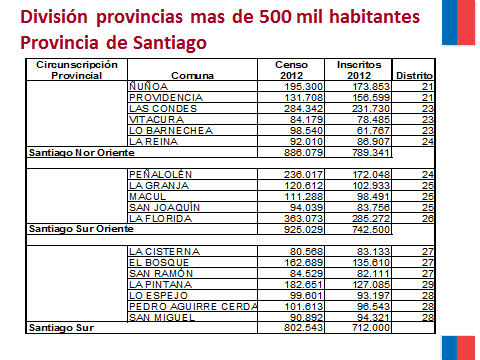 División provincias mas de 500 mil habitantes
Provincia de Santiago
Circunscripción Provincial Comuna Censo 2012 Inscritos 2012 Distrito
ÑUÑOA 195.300 173.853 21
PROVIDENCIA 131.708 156.599 21
LAS CONDES 284.342 231.730 23
VITACURA 84.179 78.485 23
LO BARNECHEA 98.540 61.767 23
LA REINA 92.010 86.907 24
Santiago Nor Oriente 886.079 789.341
PEÑALOLÉN 236.017 172.048 24
LA GRANJA 120.612 102.933 25
MACUL 111.288 98.491 25
SAN JOAQUÍN 94.039 83.756 25
LA FLORIDA 363.073 285.272 26
Santiago Sur Oriente 925.029 742.500
LA CISTERNA 80.568 83.133 27
EL BOSQUE 162.689 135.610 27
SAN RAMÓN 84.529 82.111 27
LA PINTANA 182.651 127.085 29
LO ESPEJO 99.601 93.197 28
PEDRO AGUIRRE CERDA 101.613 96.543 28
SAN MIGUEL 90.892 94.321 28
Santiago Sur 802.543 712.000